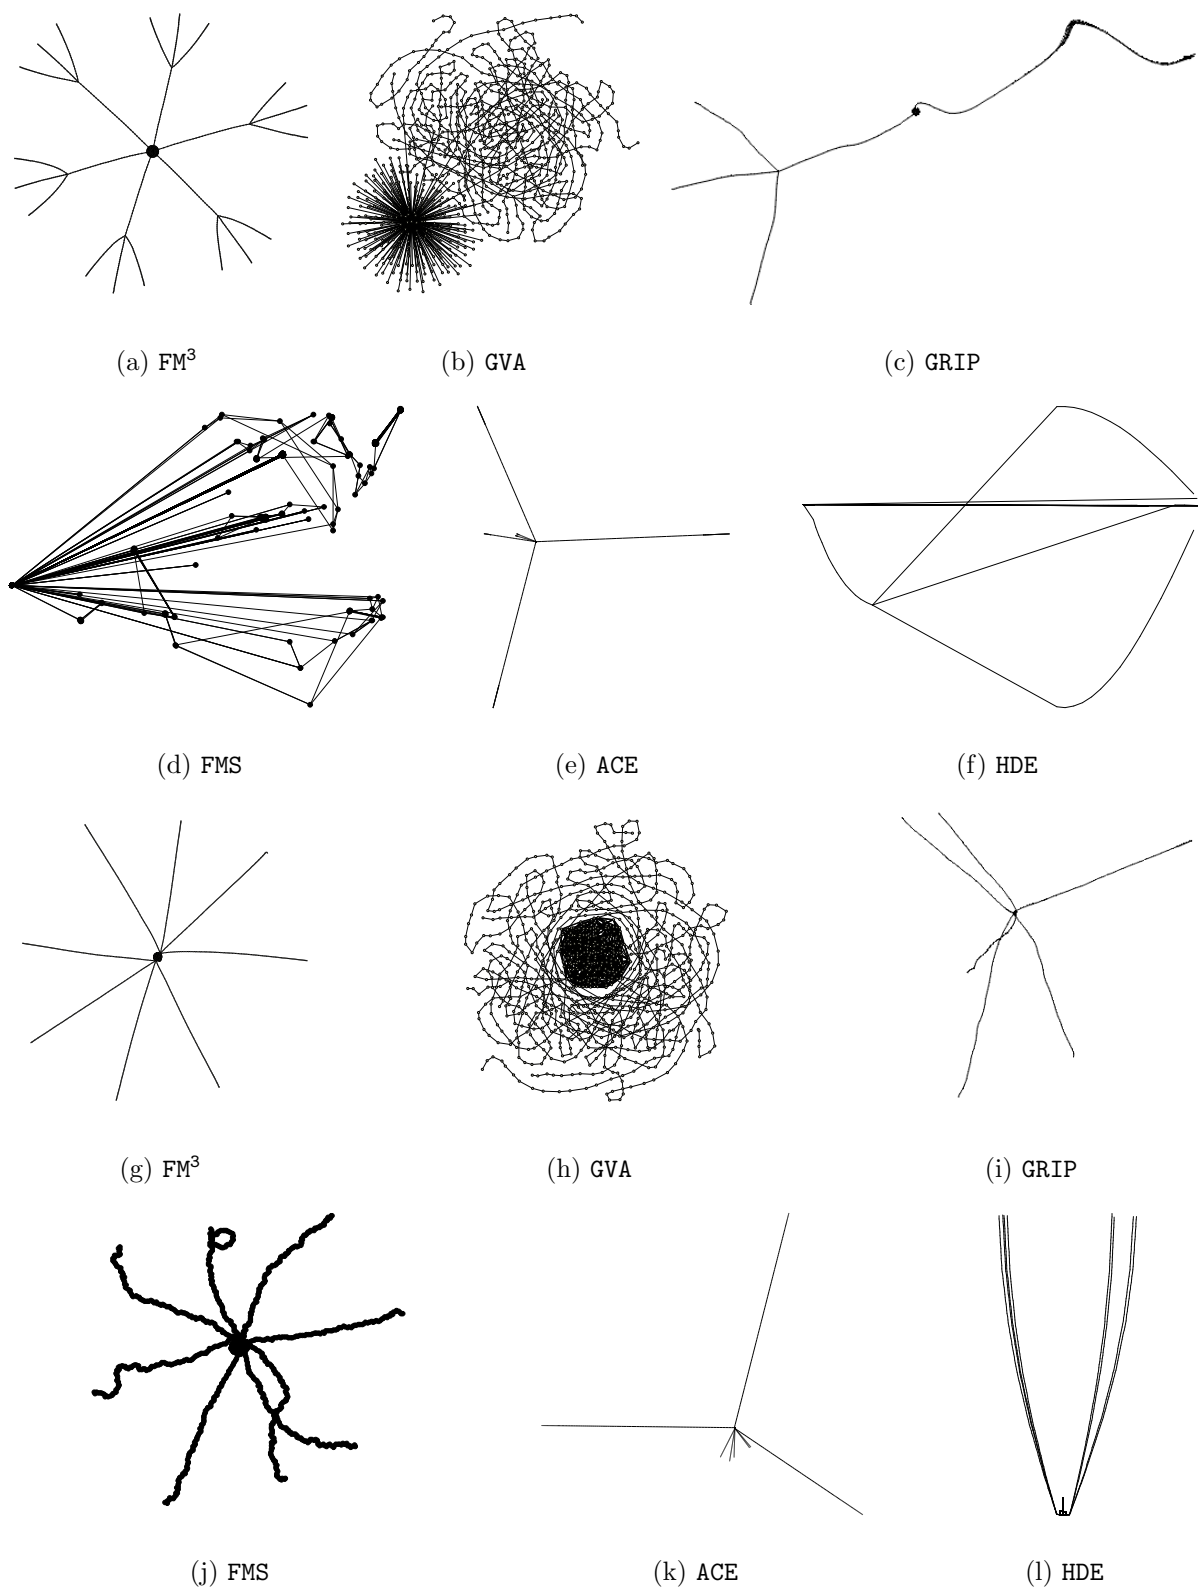 (a) FM³
(b) GVA
(c) GRIP
(d) FMS
(e) ACE
(f) HDE
(g) FM³
(h) GVA
(i) GRIP
(j) FMS
(k) ACE
(l) HDE